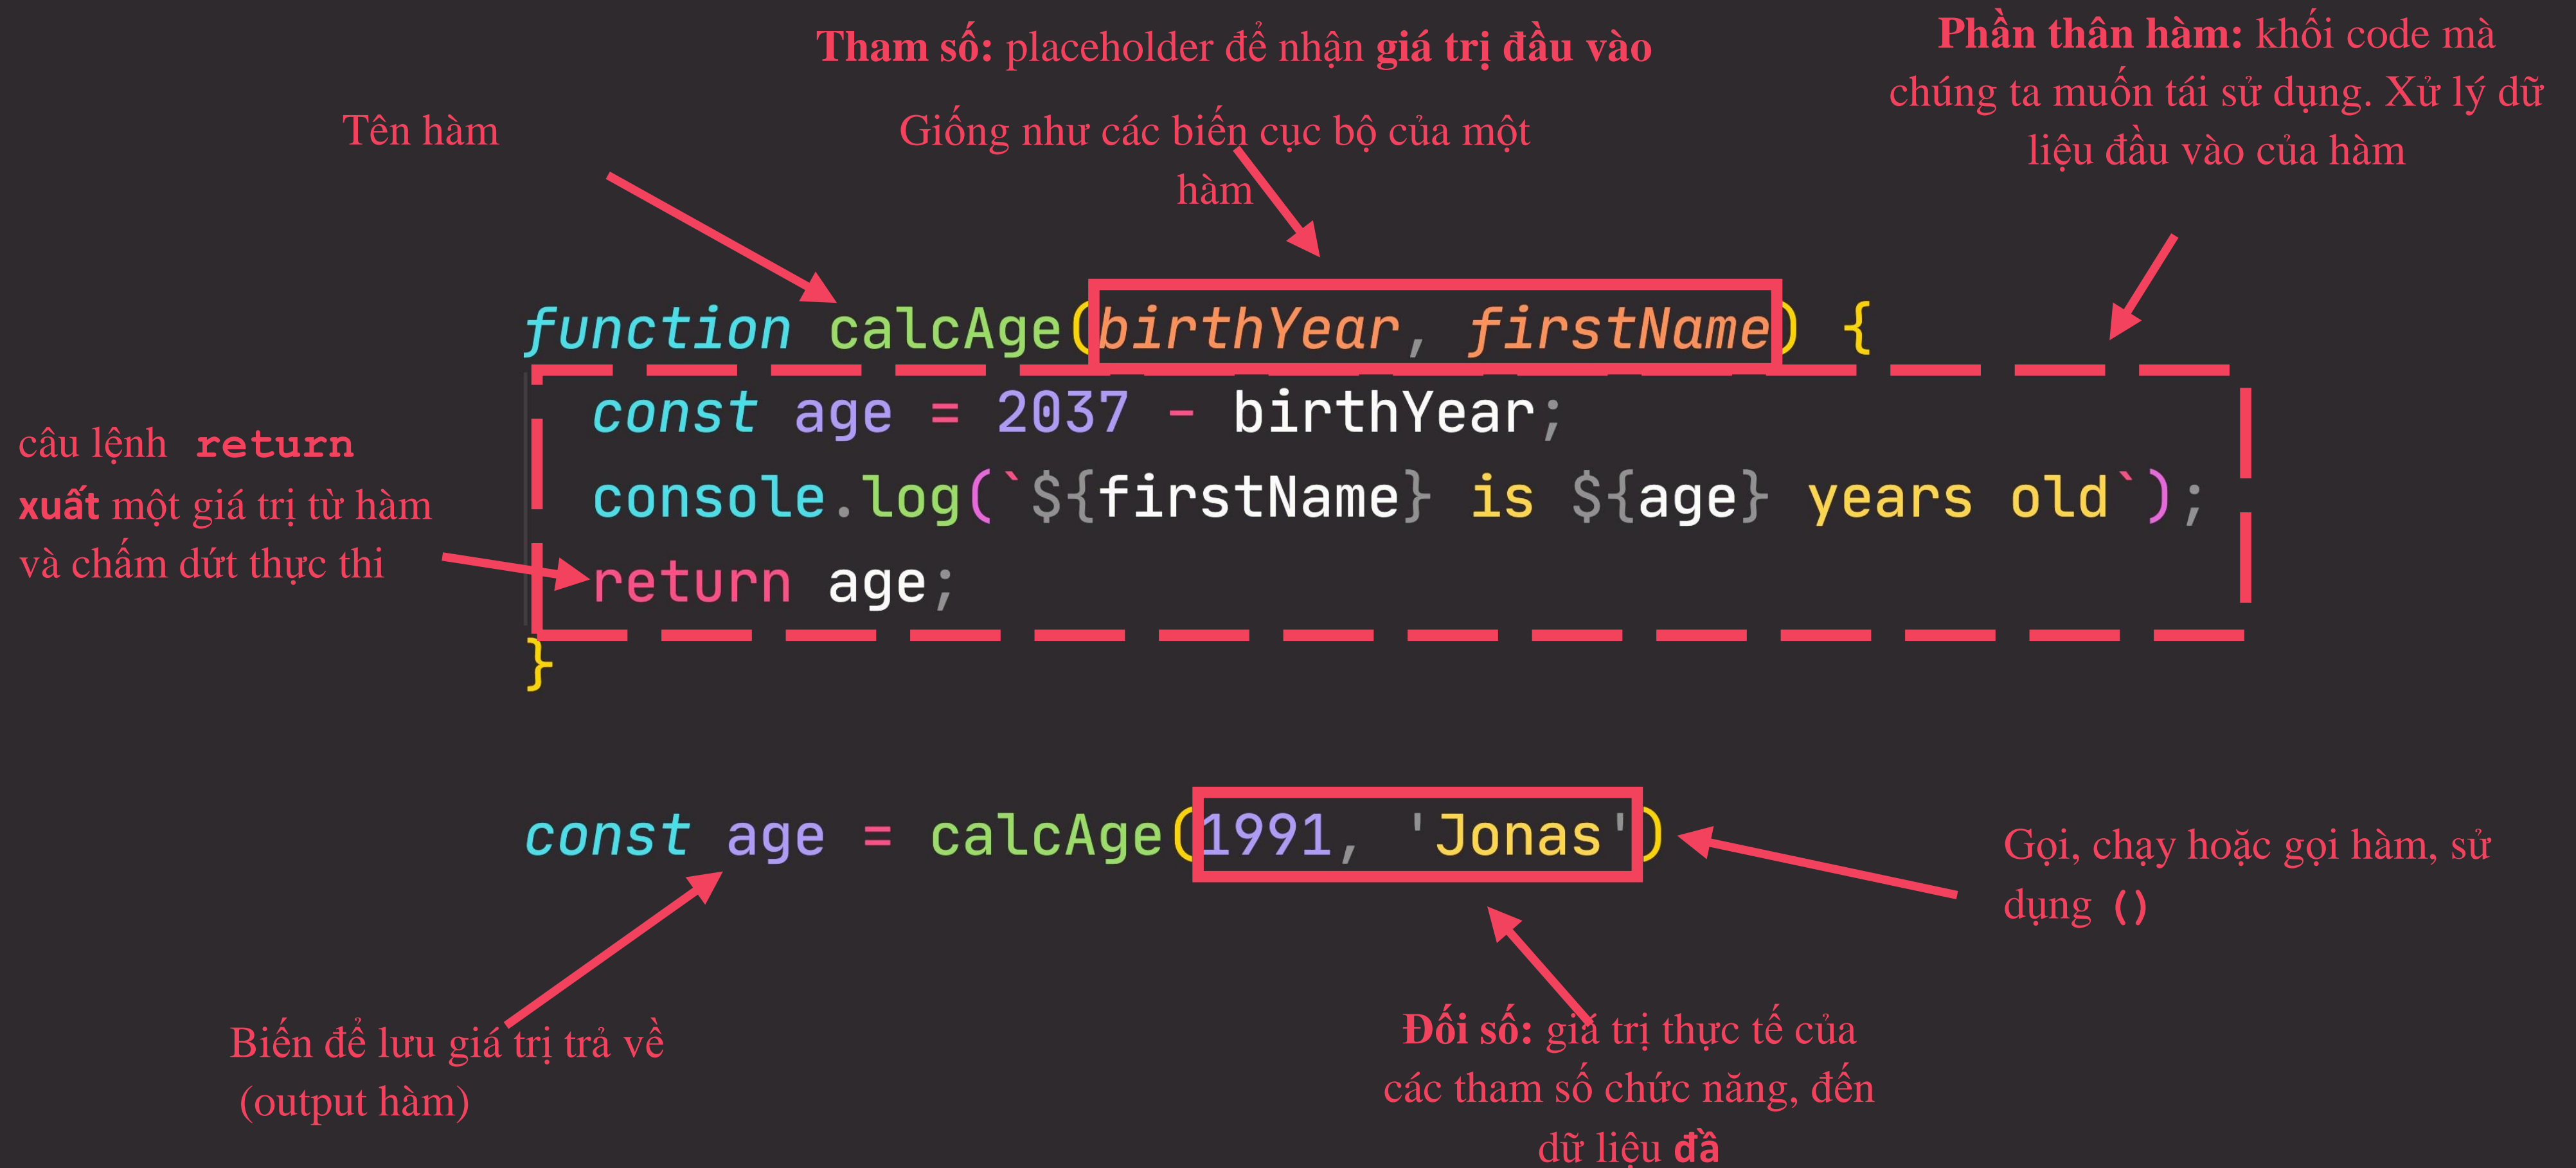 Tham số: placeholder để nhận giá trị đầu vào
Giống như các biến cục bộ của một
hàm
Phần thân hàm: khối code mà
chúng ta muốn tái sử dụng. Xử lý dữ
liệu đầu vào của hàm
Tên hàm
function calcAge(birthYear, firstName) {
const age = 2037 - birthYear;
console.log(`${firstName} is ${age} years old`);
return age;
}
câu lệnh return
xuất một giá trị từ hàm
và chấm dứt thực thi
const age = calcAge(1991, 'Jonas')
Gọi, chạy hoặc gọi hàm, sử
dụng ()
Biến để lưu giá trị trả về
(output hàm)
Đối số: giá trị thực tế của
các tham số chức năng, đến
dữ liệu đầ